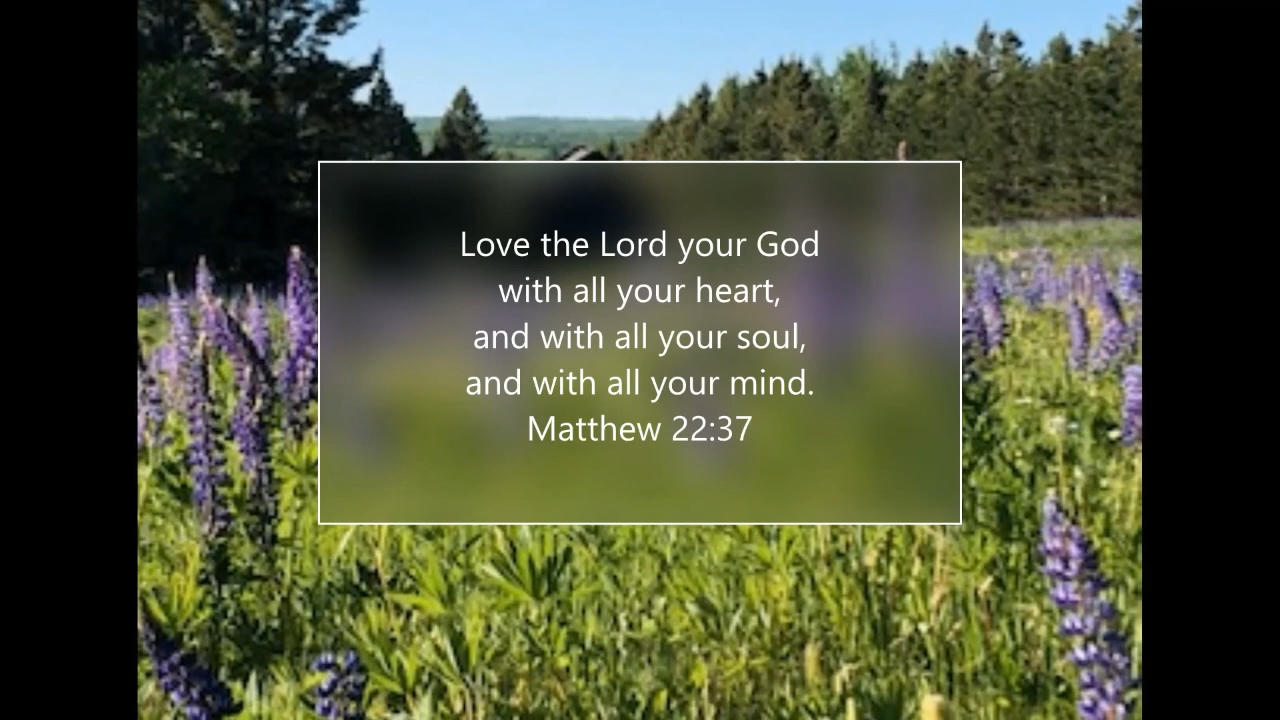 Love the Lord your God
with all your heart,
and with all your soul,
and with all your mind.
Matthew 22:37